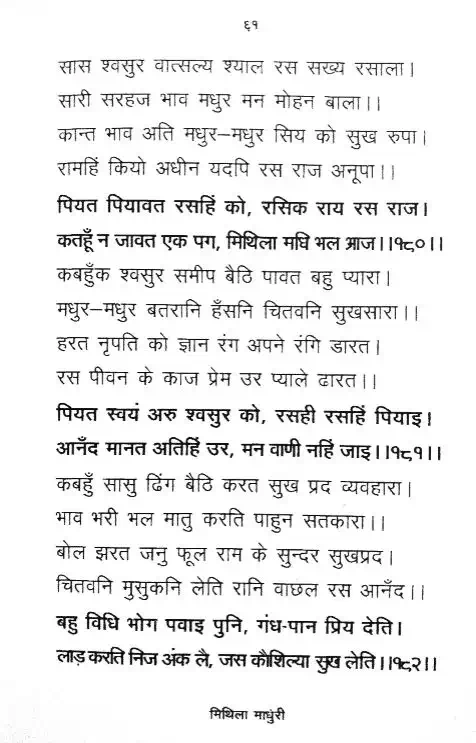 ६१
सास श्वसुर वात्सल्य श्याल रस सख्य रसाला।
सारी सरहज भाव मधुर मन मोहन बाला।।
कान्त भाव अति मधुर–मधुर सिय को सुख रुपा।
रामहिं कियो अधीन यदपि रस राज अनूपा।।
पियत पियावत रसहिं को, रसिक राय रस राज।
कतहूँ न जावत एक पग, मिथिला मधि भल भ्राज।।१८०।।
कबहुँक श्वसुर समीप बैठि पावत बहु प्यारा।
मधुर–मधुर बतरानि हँसनि चितवनि सुखसारा।।
हरत नृपति को ज्ञान रंग अपने रंगि डारत।
रस पीवन के काज प्रेम उर प्याले ढारत।।
पियत स्वयं अरु श्वसुर को, रसही रसहिं पियाइ।
आनँद मानत अतिहिं उर, मन वाणी नहिं जाइ।।१८१।।
कबहुँ सासु ढिंग बैठि करत सुख प्रद व्यवहारा।
भाव भरी भल मातु करति पाहुन सतकारा।।
बोल झरत जनु फूल राम के सुन्दर सुखप्रद।
चितवनि मुसुकनि लेति रानि वाछल रस आनँद।।
बहु विधि भोग पवाइ पुनि, गंध-पान प्रिय देति।
लाड़ करति निज अंक लै, जस कौशिल्या सुख लेति।।१८२।।
मिथिला माधुरी